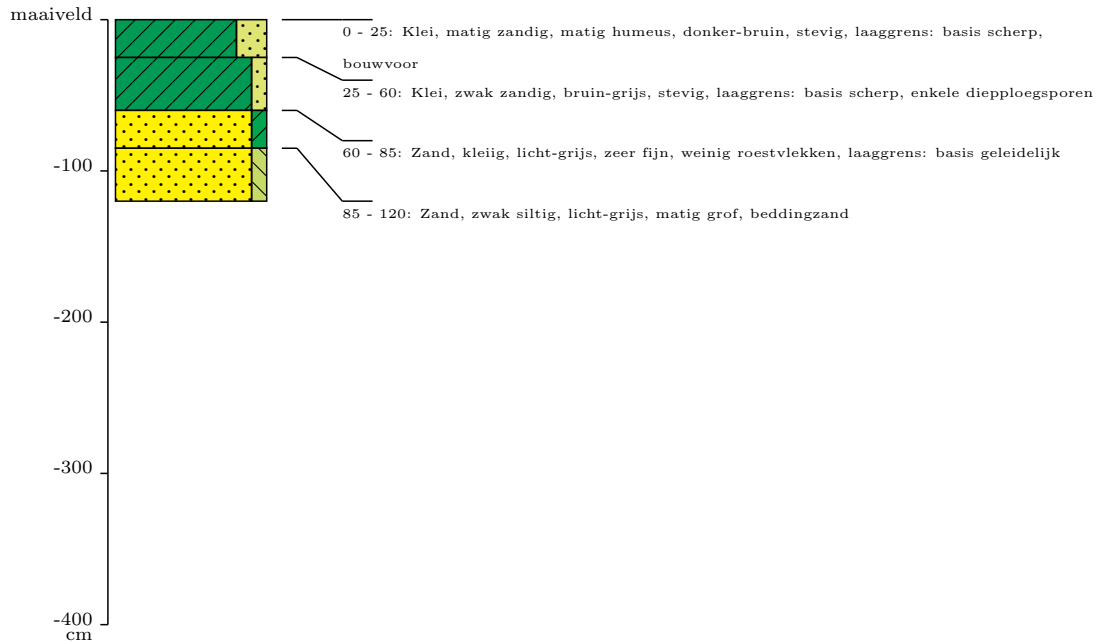 maaiveld
0 - 25: Klei, matig zandig, matig humeus, donker-bruin, stevig, laaggrens: basis scherp,
bouwvoor
25 - 60: Klei, zwak zandig, bruin-grijs, stevig, laaggrens: basis scherp, enkele diepploegsporen
60 - 85: Zand, kleiig, licht-grijs, zeer fijn, weinig roestvlekken, laaggrens: basis geleidelijk
-100
85 - 120: Zand, zwak siltig, licht-grijs, matig grof, beddingzand
-200
-300
-400
cm